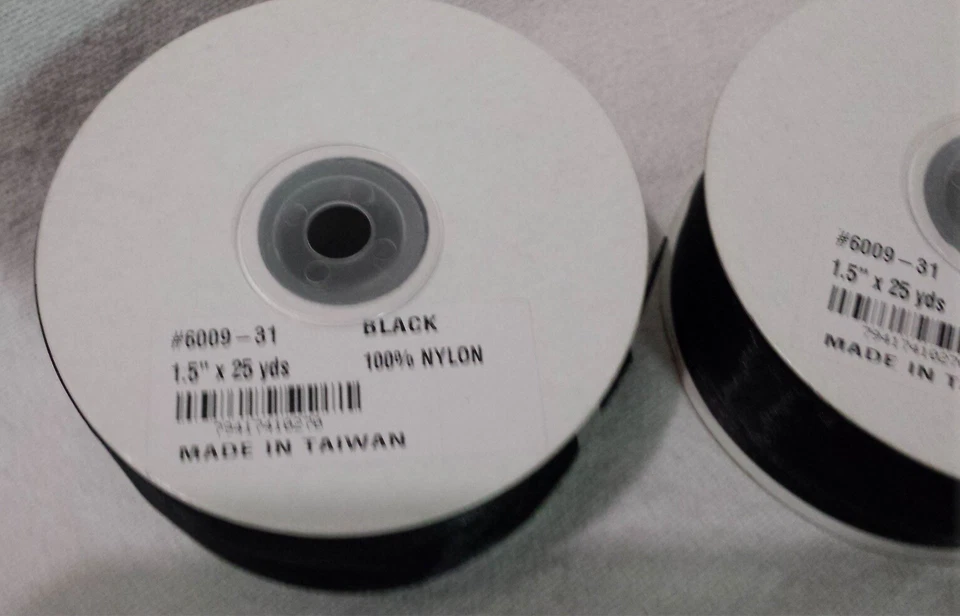 #6009-31 BLACK
1.5" x 25 yds 100% NYLON
79417410270
MADE IN TAIWAN
#6009-31
1.5" x 25 yds
MADE IN T